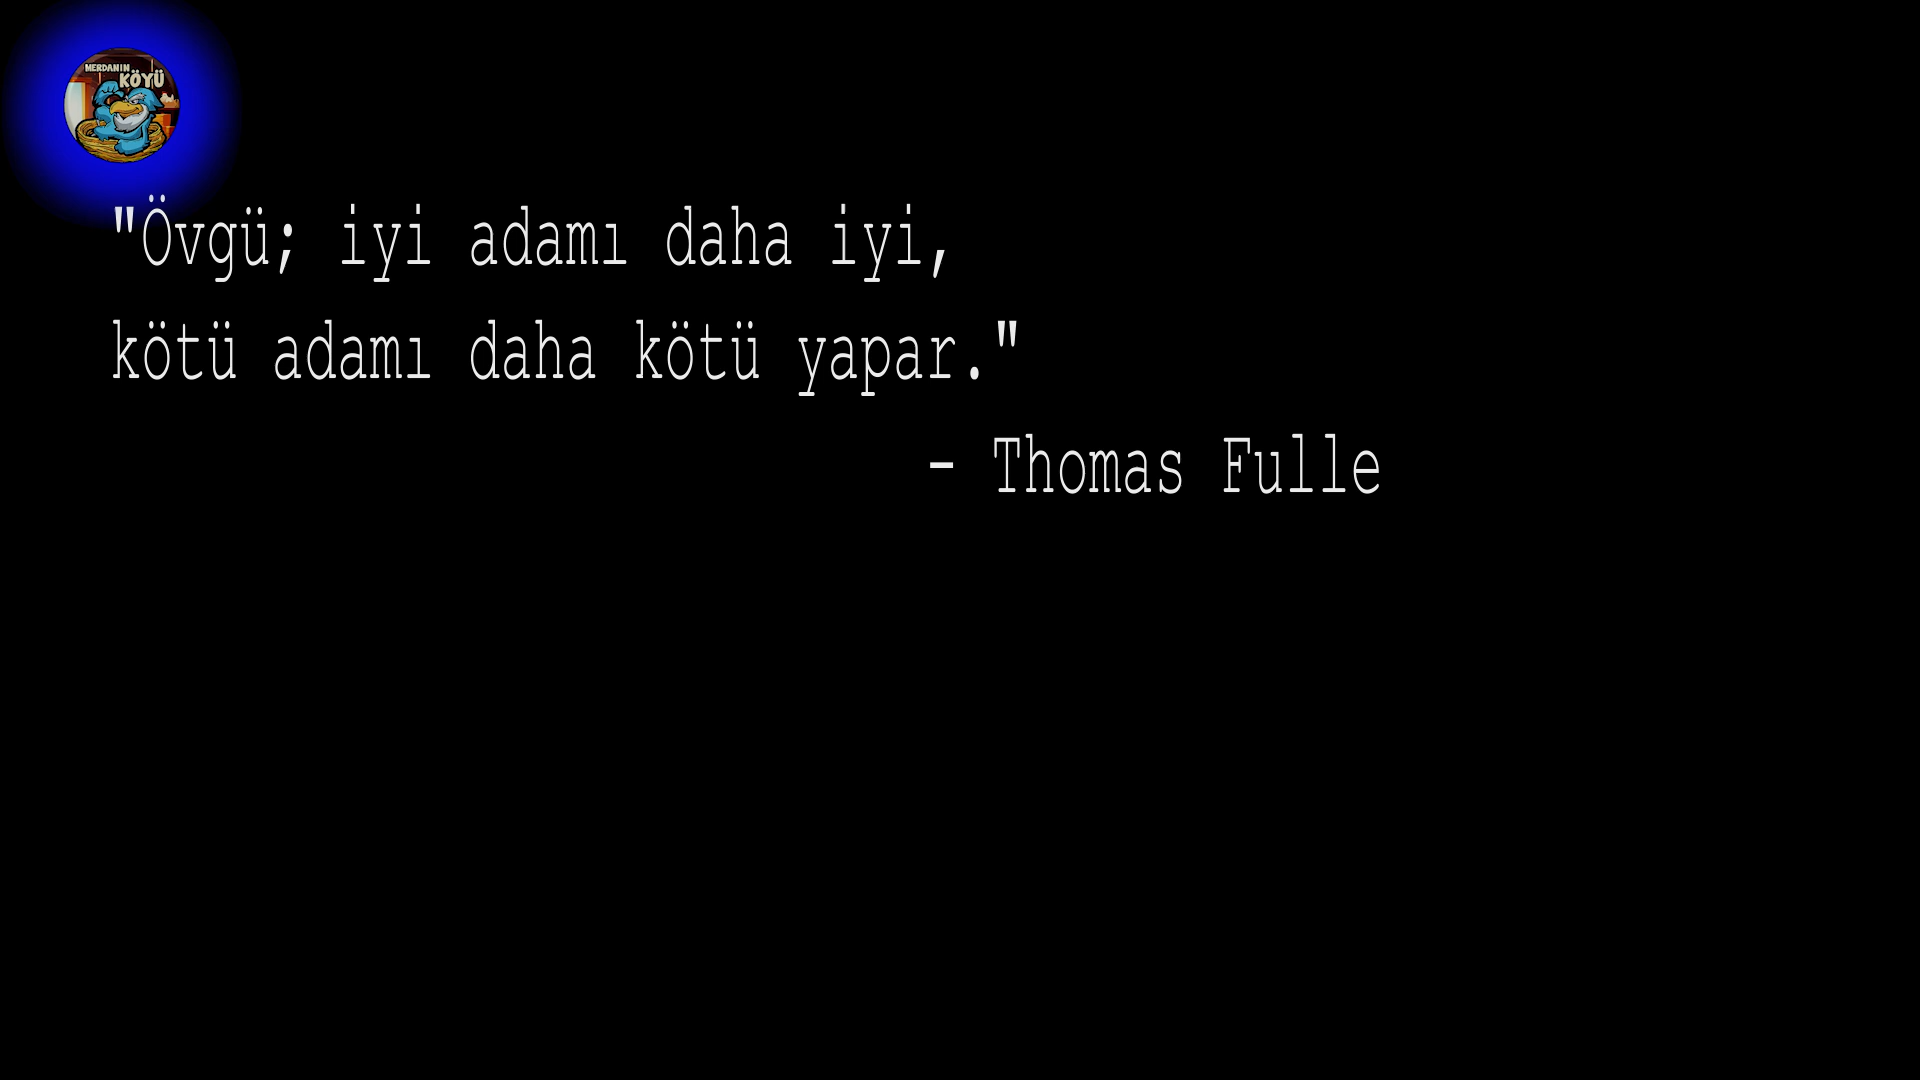 MERDANIN
KÖYÜ
"Övgü; iyi adamı daha iyi,
kötü adamı daha kötü yapar."
- Thomas Fulle